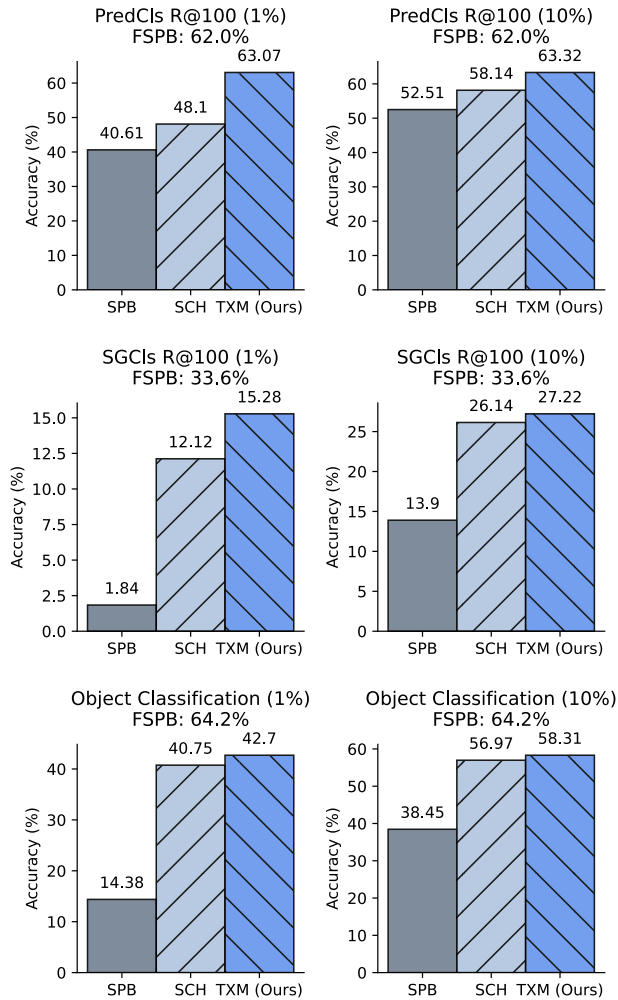 PredCls R@100 (1%)
FSPB: 62.0%
63.07
48.1
40.61
Accuracy (%)
60
50
40
30
20
10
0
SPB SCH TXM (Ours)
PredCls R@100 (10%)
FSPB: 62.0%
63.32
58.14
52.51
Accuracy (%)
60
50
40
30
20
10
0
SPB SCH TXM (Ours)
SGCls R@100 (1%)
FSPB: 33.6%
15.28
12.12
1.84
Accuracy (%)
15.0
12.5
10.0
7.5
5.0
2.5
0.0
SPB SCH TXM (Ours)
SGCls R@100 (10%)
FSPB: 33.6%
27.22
26.14
13.9
Accuracy (%)
25
20
15
10
5
0
SPB SCH TXM (Ours)
Object Classification (1%)
FSPB: 64.2%
42.7
40.75
14.38
Accuracy (%)
40
30
20
10
0
SPB SCH TXM (Ours)
Object Classification (10%)
FSPB: 64.2%
58.31
56.97
38.45
Accuracy (%)
60
50
40
30
20
10
0
SPB SCH TXM (Ours)